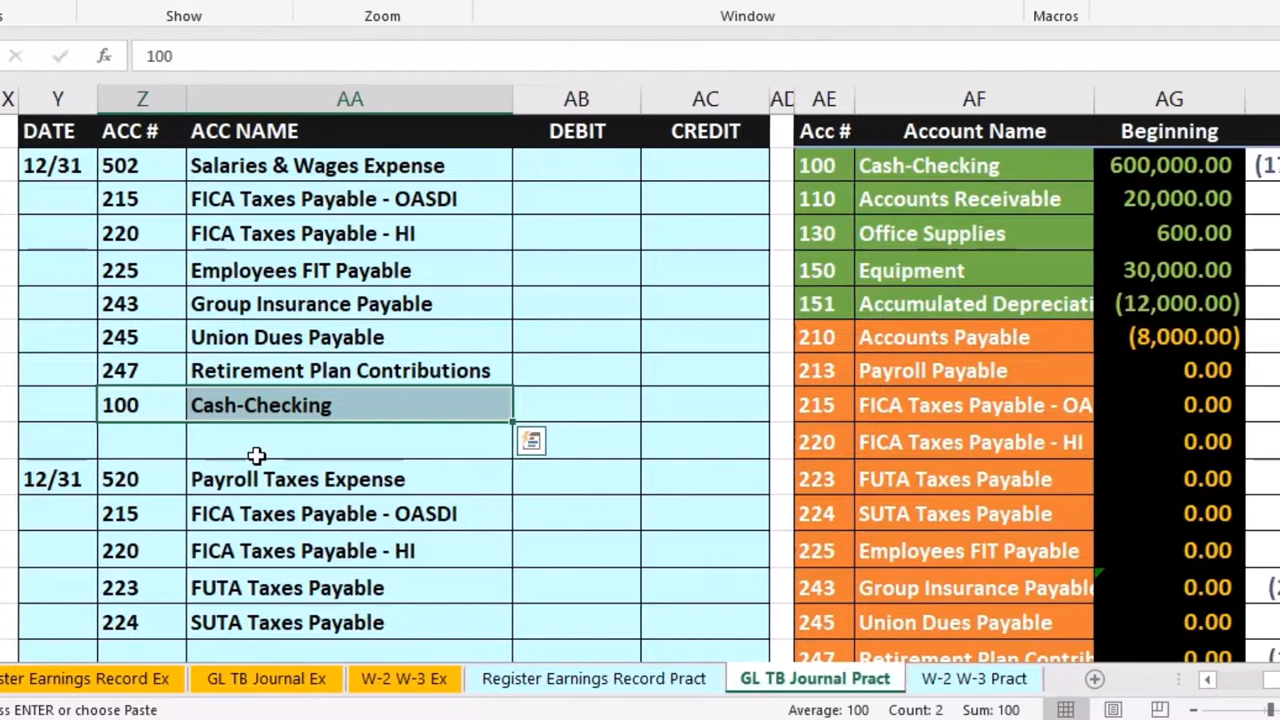 Show Zoom Window Macros
fx 100
X Y Z AA AB AC AD AE AF AG
DATE ACC # ACC NAME DEBIT CREDIT Acc # Account Name Beginning
12/31 502 Salaries & Wages Expense 100 Cash-Checking 600,000.00
215 FICA Taxes Payable - OASDI 110 Accounts Receivable 20,000.00
220 FICA Taxes Payable - HI 130 Office Supplies 600.00
225 Employees FIT Payable 150 Equipment 30,000.00
243 Group Insurance Payable 151 Accumulated Depreciati (12,000.00)
245 Union Dues Payable 210 Accounts Payable (8,000.00)
247 Retirement Plan Contributions 213 Payroll Payable 0.00
100 Cash-Checking 215 FICA Taxes Payable - OA 0.00
220 FICA Taxes Payable - HI 0.00
12/31 520 Payroll Taxes Expense 223 FUTA Taxes Payable 0.00
215 FICA Taxes Payable - OASDI 224 SUTA Taxes Payable 0.00
220 FICA Taxes Payable - HI 225 Employees FIT Payable 0.00
223 FUTA Taxes Payable 243 Group Insurance Payable 0.00
224 SUTA Taxes Payable 245 Union Dues Payable 0.00
247 Retirement Plan Contrib 0.00
ster Earnings Record Ex GL TB Journal Ex W-2 W-3 Ex Register Earnings Record Pract GL TB Journal Pract W-2 W-3 Pract
ss ENTER or choose Paste Average: 100 Count: 2 Sum: 100